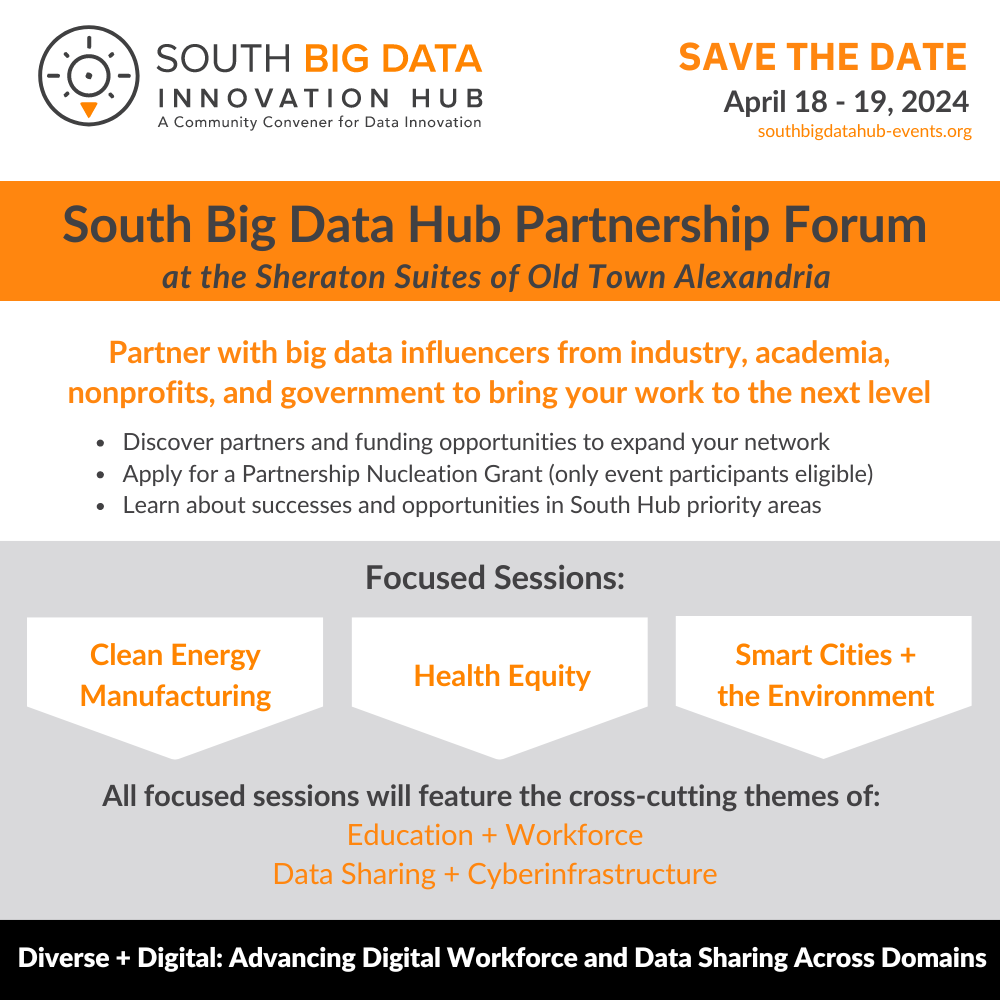 SOUTH BIG DATA
INNOVATION HUB
A Community Convener for Data Innovation
SAVE THE DATE
April 18 - 19, 2024
southbigdatahub-events.org
South Big Data Hub Partnership Forum
at the Sheraton Suites of Old Town Alexandria
Partner with big data influencers from industry, academia,
nonprofits, and government to bring your work to the next level
• Discover partners and funding opportunities to expand your network
• Apply for a Partnership Nucleation Grant (only event participants eligible)
• Learn about successes and opportunities in South Hub priority areas
Focused Sessions:
Clean Energy
Manufacturing
Health Equity
Smart Cities +
the Environment
All focused sessions will feature the cross-cutting themes of:
Education + Workforce
Data Sharing + Cyberinfrastructure
Diverse + Digital: Advancing Digital Workforce and Data Sharing Across Domains